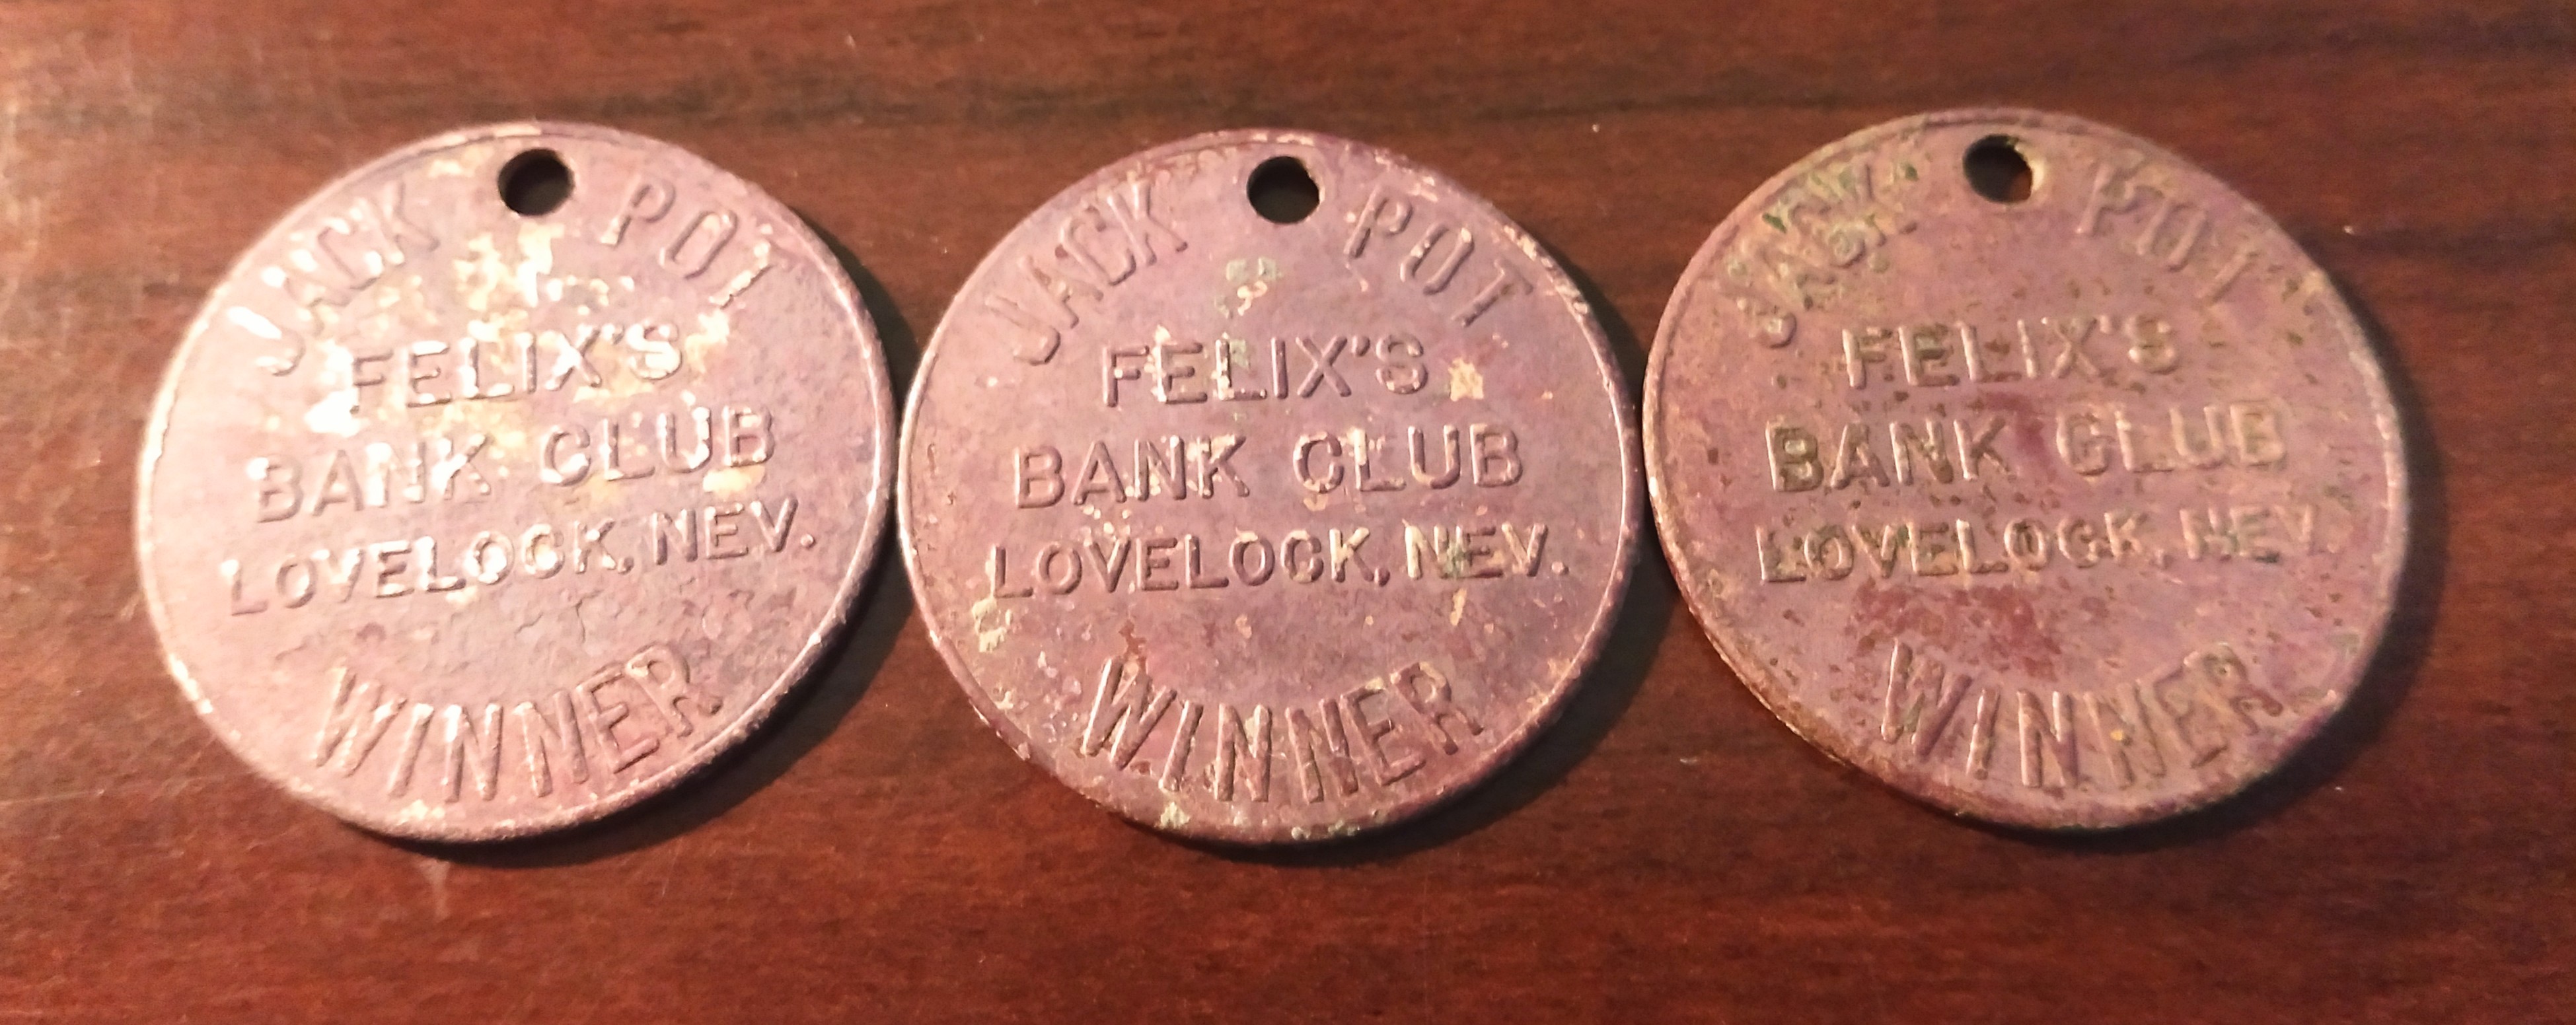 JACK POT
FELIX'S
BANK CLUB
LOVELOCK, NEV.
WINNER
JACK POT
FELIX'S
BANK CLUB
LOVELOCK, NEV.
WINNER
JACK POT
FELIX'S
BANK CLUB
LOVELOCK, NEV.
WINNER